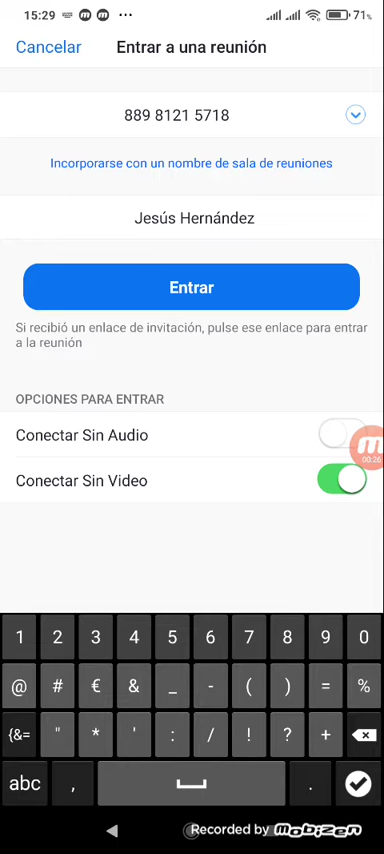 15:29 71%
Cancelar Entrar a una reunión
889 8121 5718
Incorporarse con un nombre de sala de reuniones
Jesús Hernández
Entrar
Si recibió un enlace de invitación, pulse ese enlace para entrar
a la reunión
OPCIONES PARA ENTRAR
Conectar Sin Audio
00:26
Conectar Sin Video
1 2 3 4 5 6 7 8 9 0
@ # € & _ - ( ) = %
{&= " * ' : / ! ? +
abc , .
Recorded by mobizen